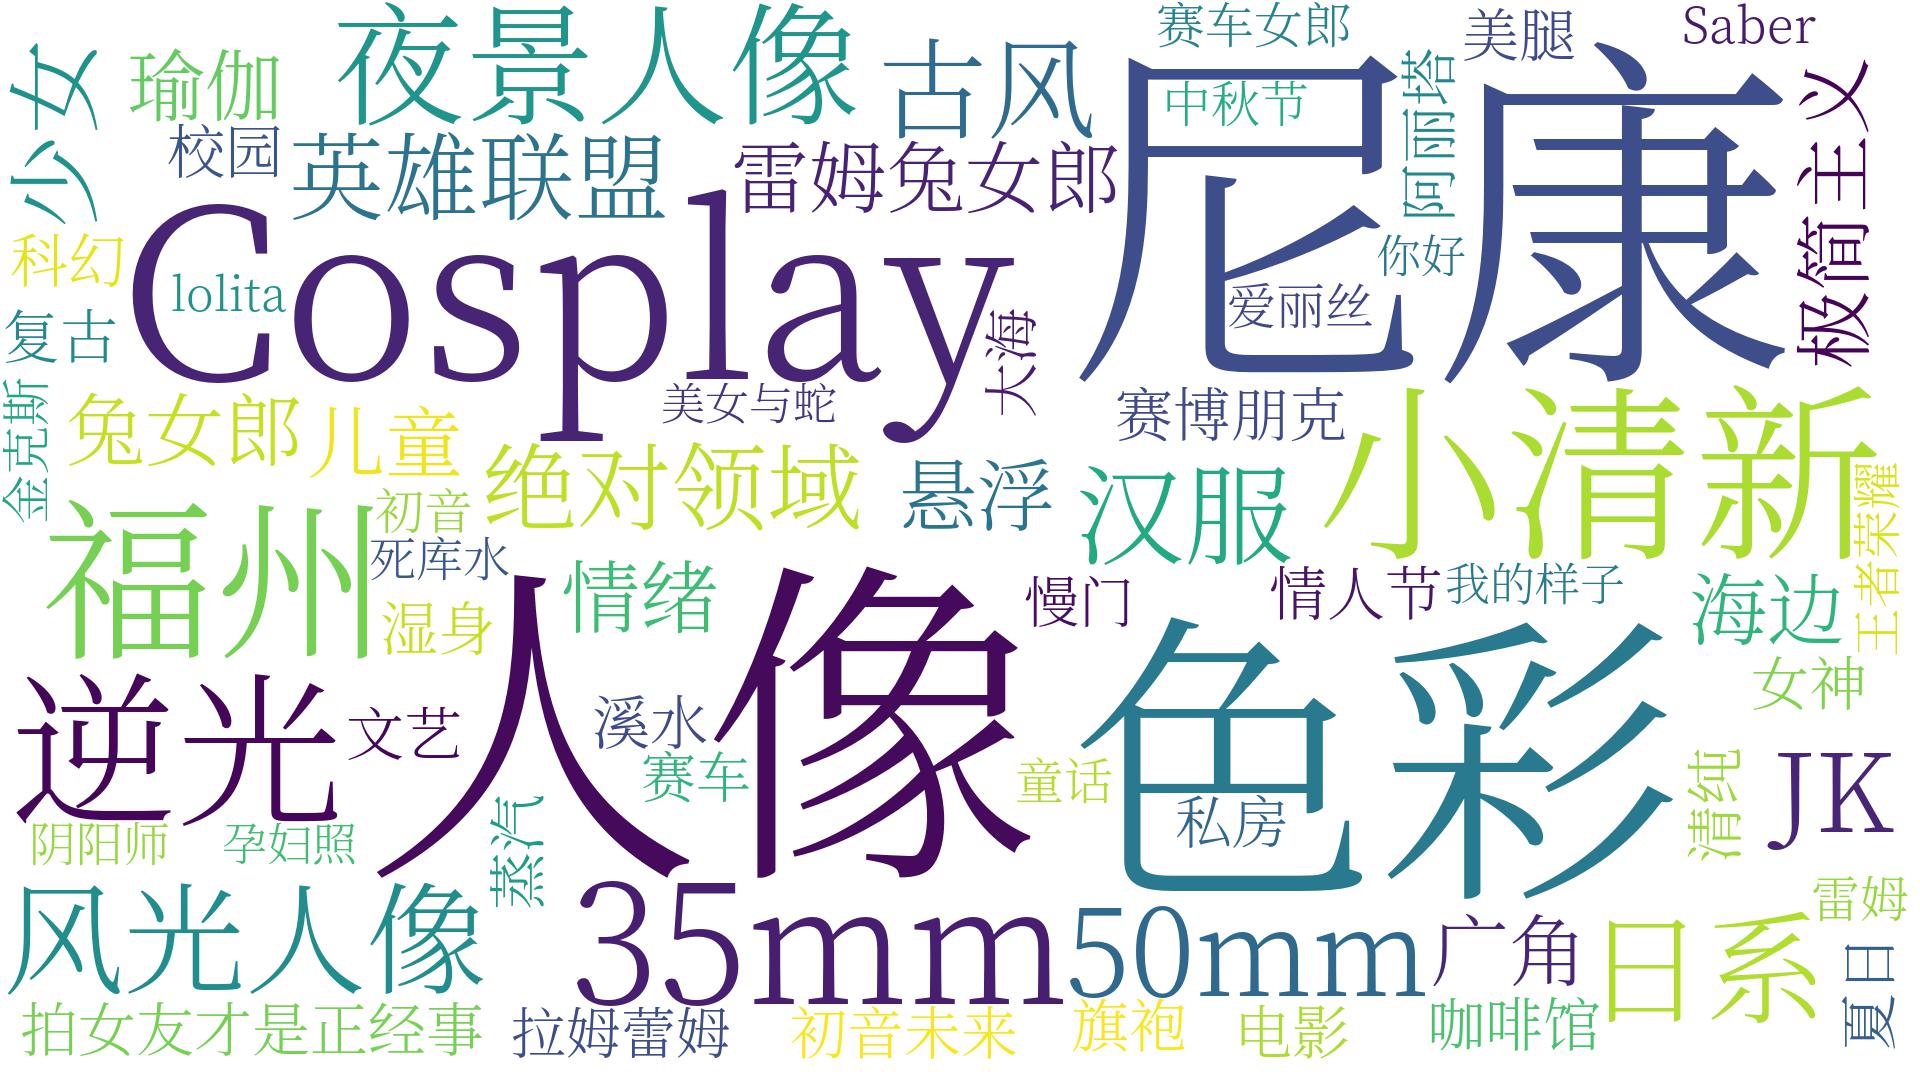 少女
瑜伽
夜景人像
古风
赛车女郎
美腿
Saber
校园
英雄联盟
雷姆兔女郎
尼康
中秋节
阿丽塔
极简主义
科幻
lolita
Cosplay
你好
爱丽丝
复古
大海
美女与蛇
赛博朋克
小清新
金克斯
兔女郎
儿童
绝对领域
悬浮
汉服
王者荣耀
福州
初音
死库水
湿身
情绪
人像
慢门
情人节
我的样子
海边
女神
逆光
文艺
溪水
赛车
童话
色彩
私房
清纯
JK
阴阳师
孕妇照
蒸汽
风光人像
35mm
50mm
广角
日系
雷姆
夏日
拍女友才是正经事
拉姆蕾姆
初音未来
旗袍
电影
咖啡馆